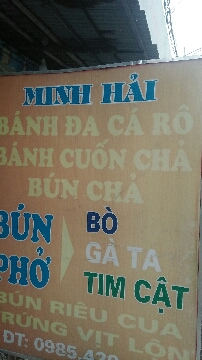 MINH HẢI
BÁNH ĐA CÁ RÔ
BÁNH CUỐN CHẢ
BÚN CHẢ
BÚN
PHỞ
BÒ
GÀ TA
TIM CẬT
BÚN RIÊU CUA
TRỨNG VỊT LỘN
ĐT: 0985.420